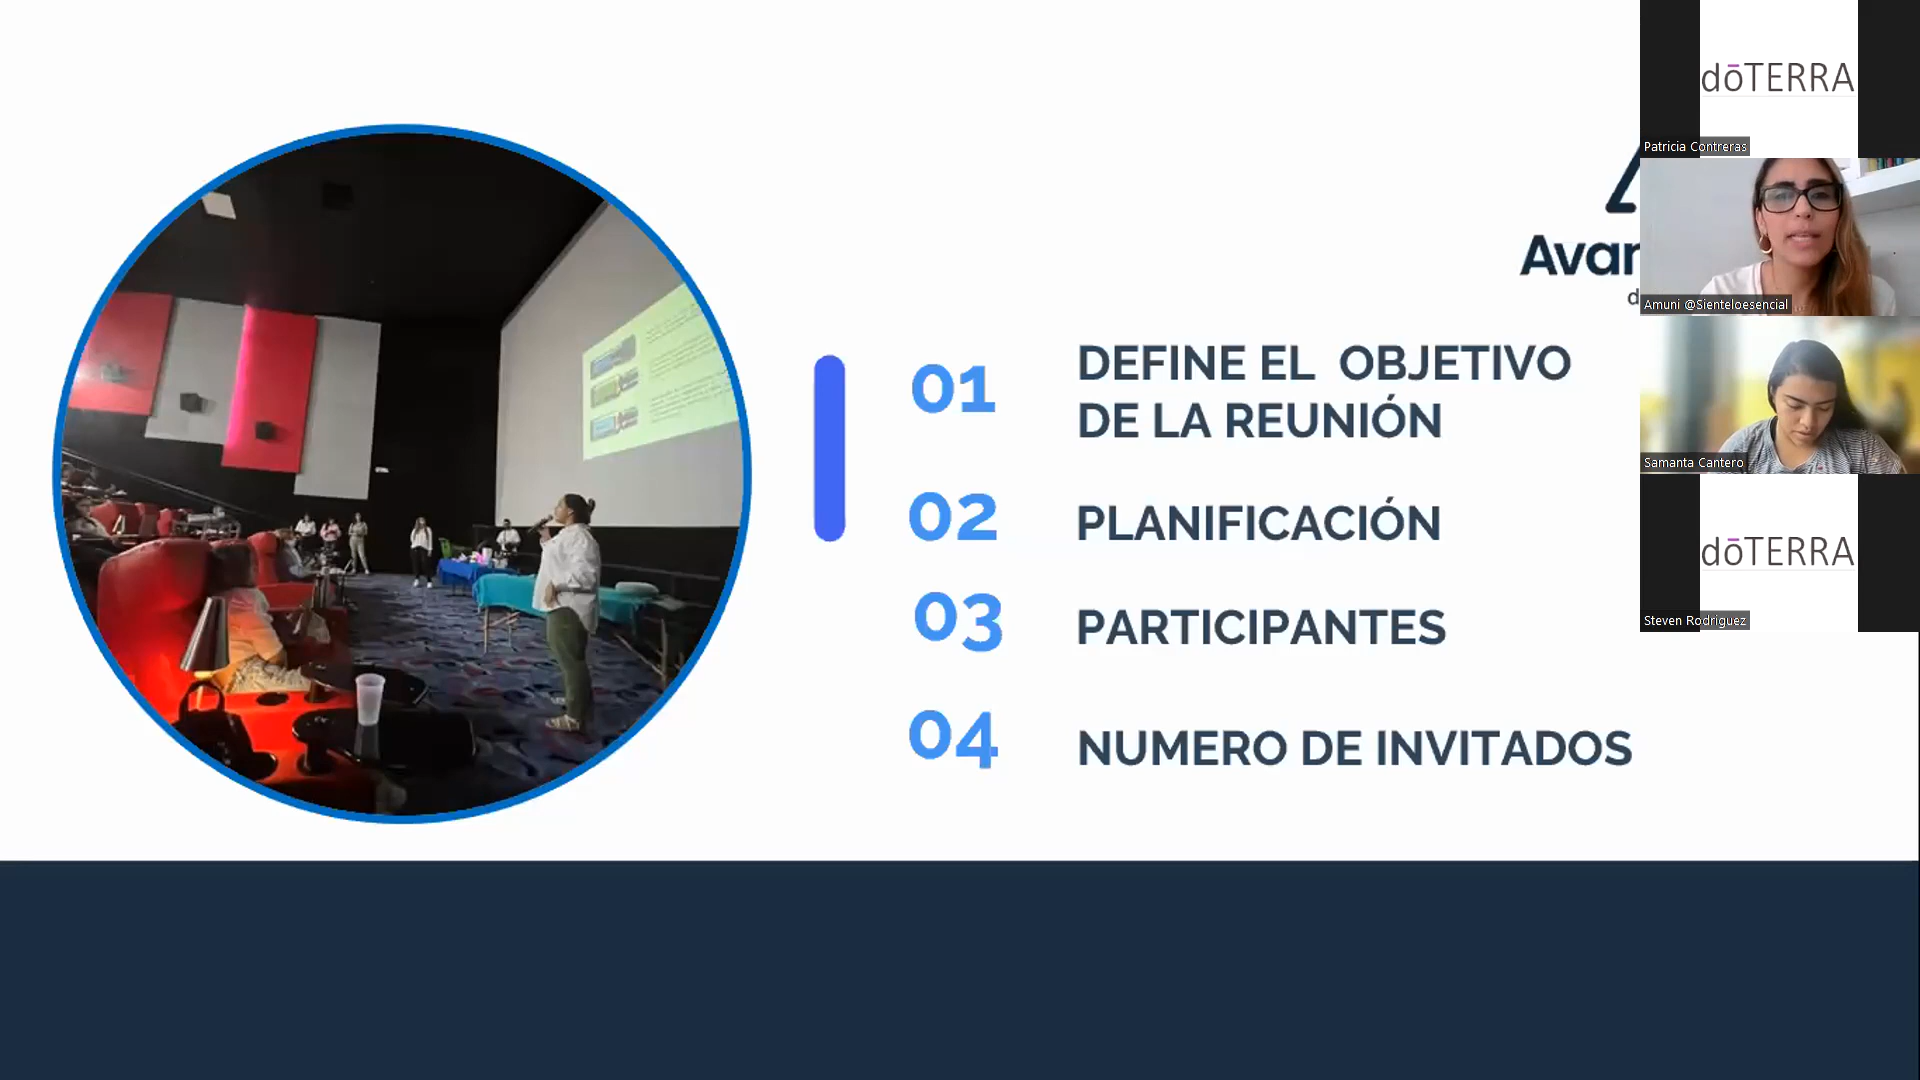 dōTERRA
Patricia Contreras
Amuni @Sienteloesencial
Samanta Cantero
dōTERRA
Steven Rodriguez
01
DEFINE EL OBJETIVO
DE LA REUNIÓN
02
PLANIFICACIÓN
03
PARTICIPANTES
04
NUMERO DE INVITADOS